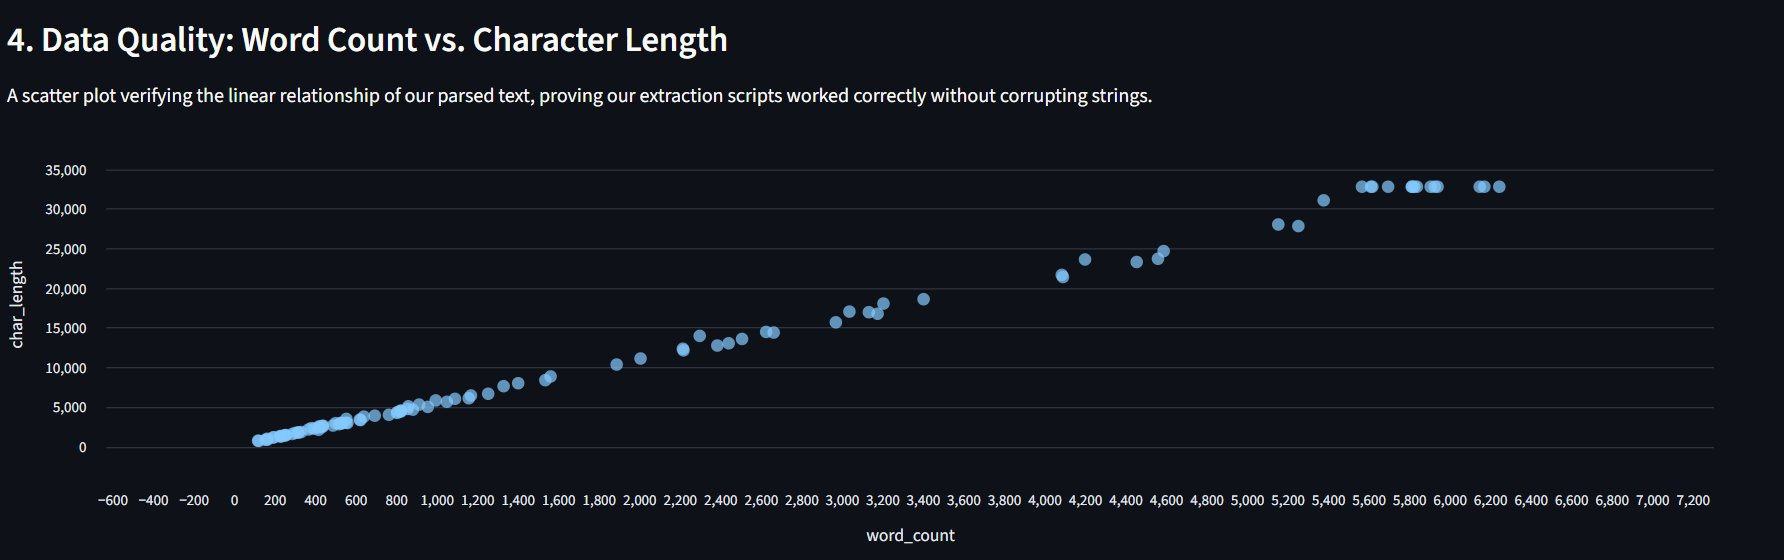 4. Data Quality: Word Count vs. Character Length
A scatter plot verifying the linear relationship of our parsed text, proving our extraction scripts worked correctly without corrupting strings.
35,000
30,000
25,000
20,000
15,000
10,000
5,000
0
char_length
−600 −400 −200 0 200 400 600 800 1,000 1,200 1,400 1,600 1,800 2,000 2,200 2,400 2,600 2,800 3,000 3,200 3,400 3,600 3,800 4,000 4,200 4,400 4,600 4,800 5,000 5,200 5,400 5,600 5,800 6,000 6,200 6,400 6,600 6,800 7,000 7,200
word_count